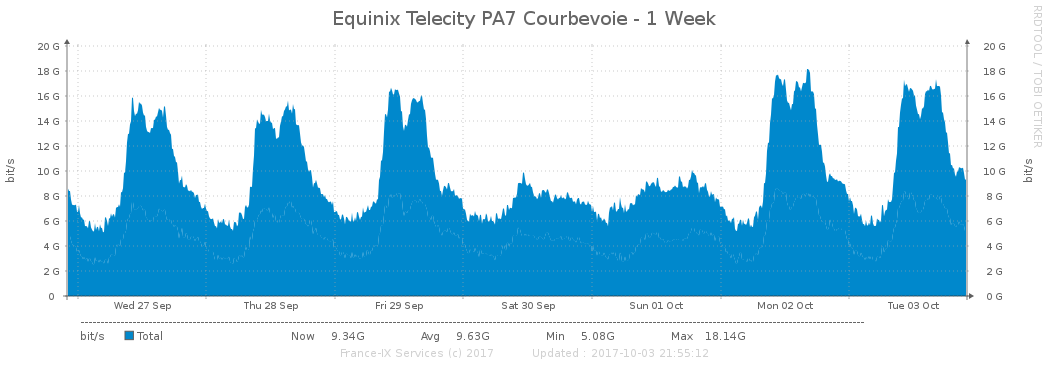 Equinix Telecity PA7 Courbevoie - 1 Week
RRDTOOL / TOBI OETIKER
20 G 20 G
18 G 18 G
16 G 16 G
14 G 14 G
12 G 12 G
10 G 10 G
8 G 8 G
6 G 6 G
4 G 4 G
2 G 2 G
0 0 G
bit/s
bit/s
Wed 27 Sep Thu 28 Sep Fri 29 Sep Sat 30 Sep Sun 01 Oct Mon 02 Oct Tue 03 Oct
bit/s Total Now 9.34G Avg 9.63G Min 5.08G Max 18.14G
France-IX Services (c) 2017 Updated : 2017-10-03 21:55:12